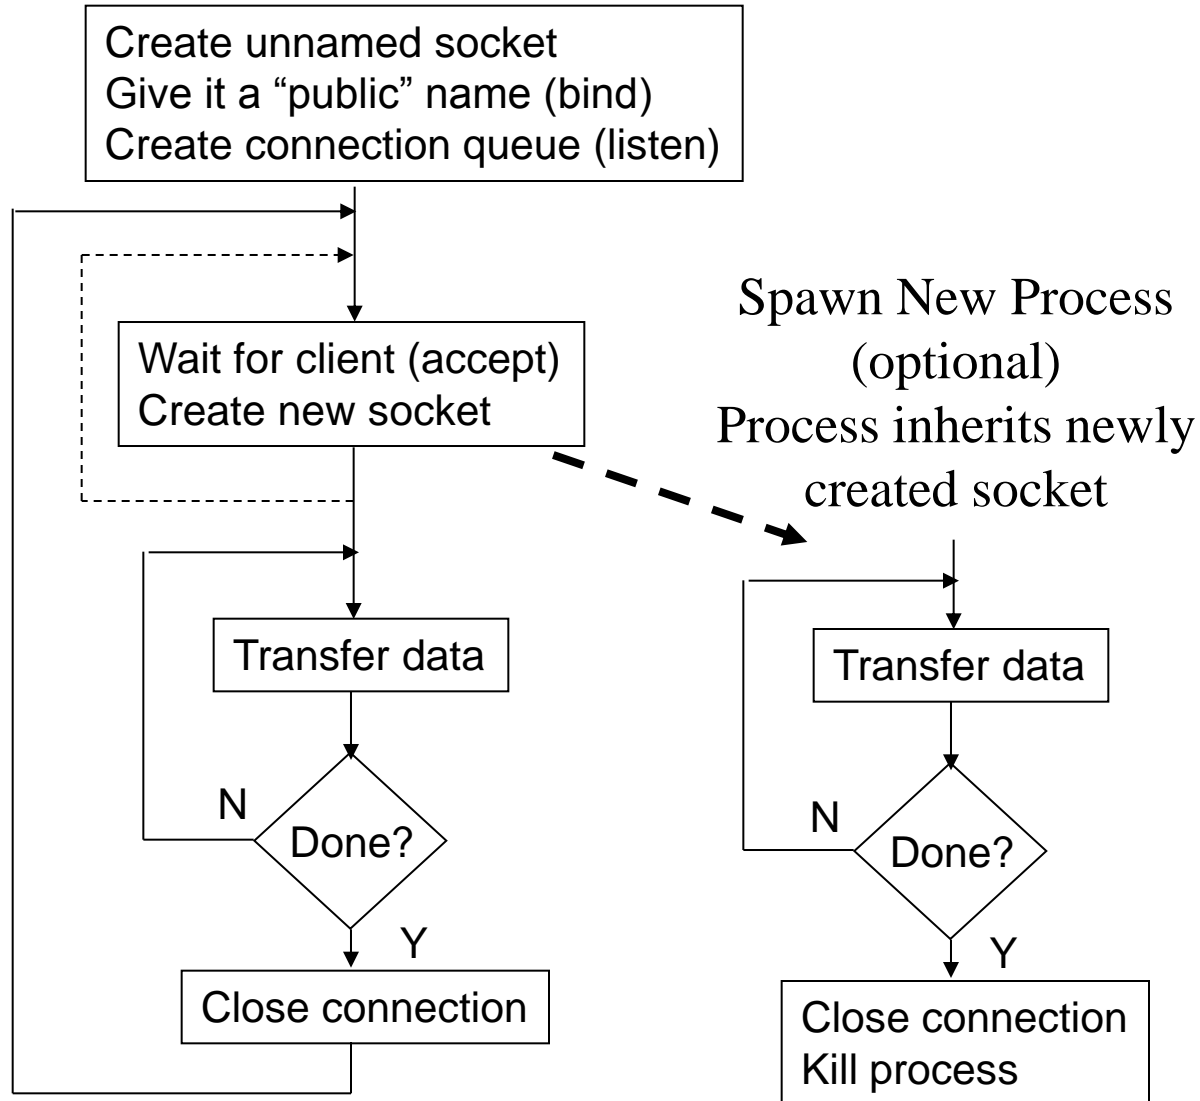 Create unnamed socket
Give it a “public” name (bind)
Create connection queue (listen)
Wait for client (accept)
Create new socket
Transfer data
Done?
N
Y
Close connection
Spawn New Process
(optional)
Process inherits newly
created socket
Transfer data
Done?
N
Y
Close connection
Kill process